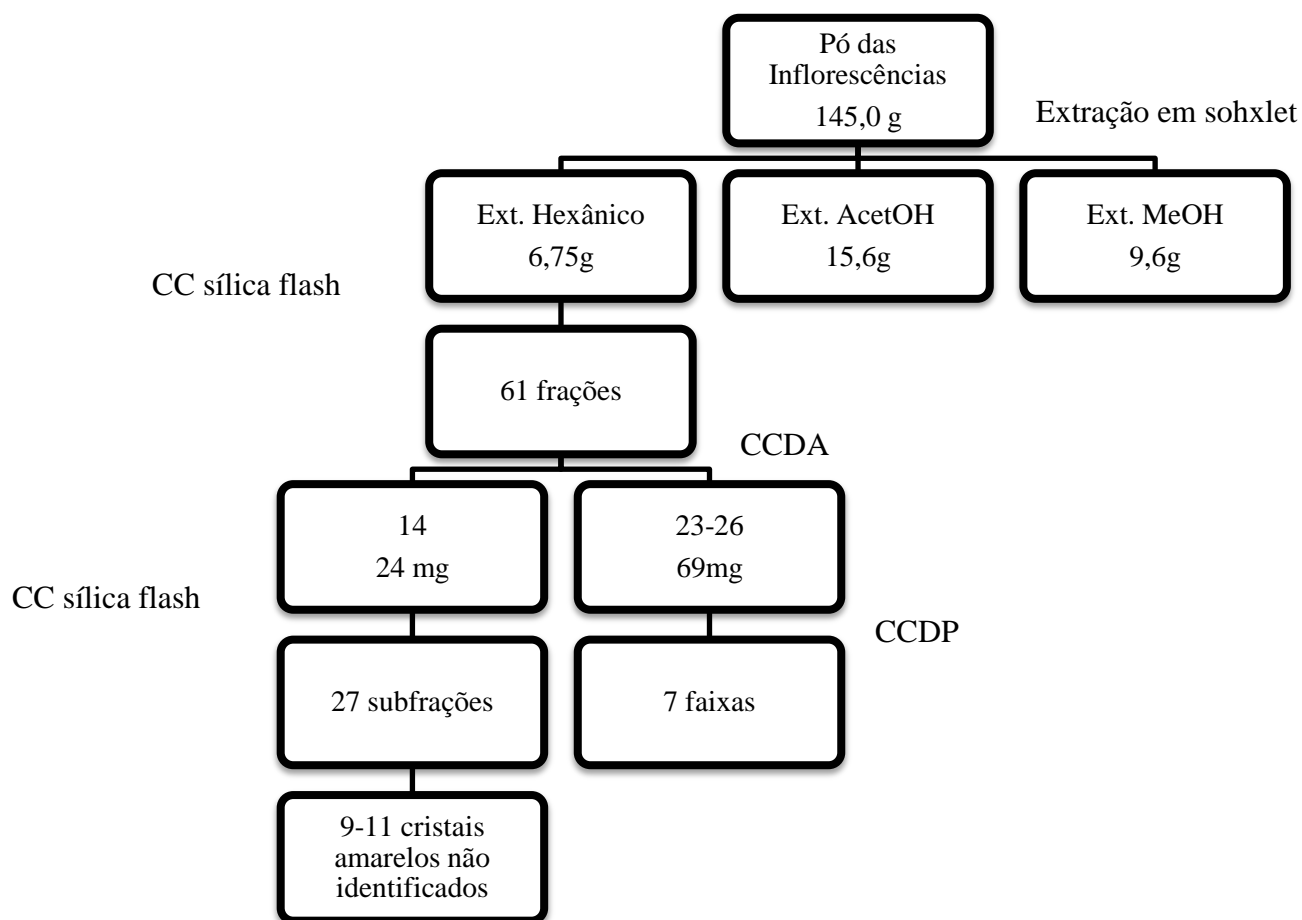 Pó das
Inflorescências
145,0 g
Extração em sohxlet
Ext. Hexânico
6,75g
Ext. AcetOH
15,6g
Ext. MeOH
9,6g
CC sílica flash
61 frações
CCDA
14
24 mg
23-26
69mg
CC sílica flash
CCDP
27 subfrações
7 faixas
9-11 cristais
amarelos não
identificados